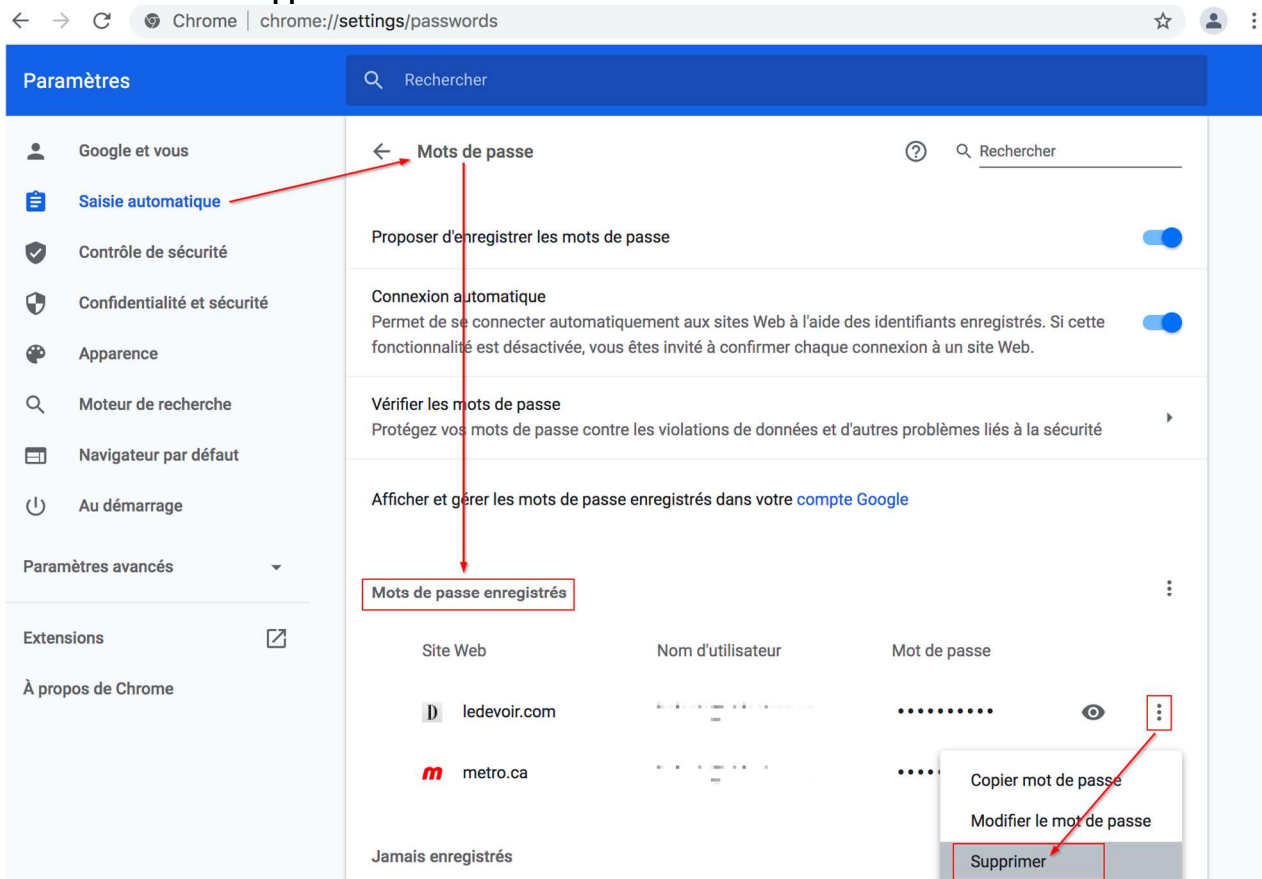 Chrome | chrome://settings/passwords
Paramètres
Rechercher
Google et vous
Saisie automatique
Contrôle de sécurité
Confidentialité et sécurité
Apparence
Moteur de recherche
Navigateur par défaut
Au démarrage
Paramètres avancés
Extensions
À propos de Chrome
Mots de passe
Rechercher
Proposer d'enregistrer les mots de passe
Connexion automatique
Permet de se connecter automatiquement aux sites Web à l'aide des identifiants enregistrés. Si cette
fonctionnalité est désactivée, vous êtes invité à confirmer chaque connexion à un site Web.
Vérifier les mots de passe
Protégez vos mots de passe contre les violations de données et d'autres problèmes liés à la sécurité
Afficher et gérer les mots de passe enregistrés dans votre compte Google
Mots de passe enregistrés
Site Web Nom d'utilisateur Mot de passe
D ledevoir.com ••••••••••
m metro.ca
Copier mot de passe
Modifier le mot de passe
Supprimer
Jamais enregistrés